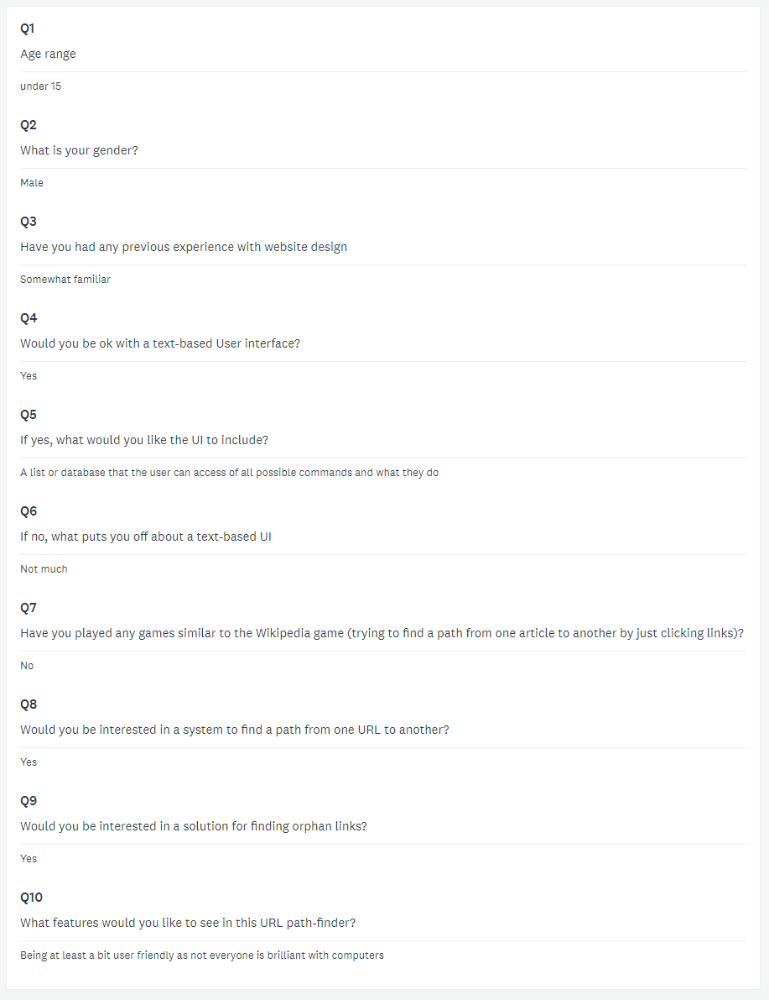 Q1
Age range
under 15
Q2
What is your gender?
Male
Q3
Have you had any previous experience with website design
Somewhat familiar
Q4
Would you be ok with a text-based User interface?
Yes
Q5
If yes, what would you like the UI to include?
A list or database that the user can access of all possible commands and what they do
Q6
If no, what puts you off about a text-based UI
Not much
Q7
Have you played any games similar to the Wikipedia game (trying to find a path from one article to another by just clicking links)?
No
Q8
Would you be interested in a system to find a path from one URL to another?
Yes
Q9
Would you be interested in a solution for finding orphan links?
Yes
Q10
What features would you like to see in this URL path-finder?
Being at least a bit user friendly as not everyone is brilliant with computers